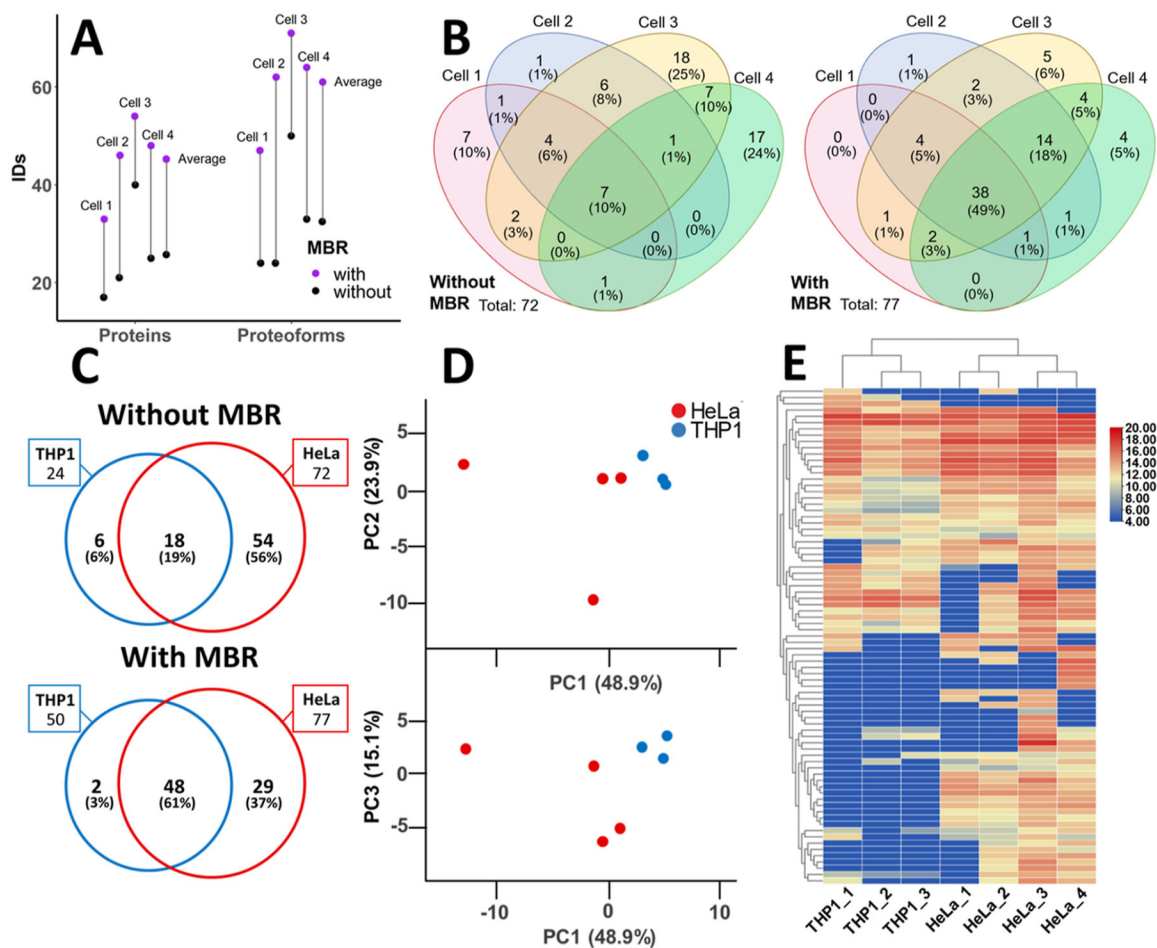 A
60
40
20
IDs
Cell 1
Cell 2
Cell 3
Cell 4
Average
Cell 1
Cell 2
Cell 3
Cell 4
Average
MBR
with
without
Proteins
Proteoforms
B
Cell 1
Cell 2
Cell 3
Cell 4
1
(1%)
18
(25%)
6
(8%)
7
(10%)
1
(1%)
7
(10%)
4
(6%)
1
(1%)
17
(24%)
7
(10%)
2
(3%)
0
(0%)
0
(0%)
0
(0%)
1
(1%)
Without
MBR Total: 72
Cell 1
Cell 2
Cell 3
Cell 4
1
(1%)
5
(6%)
2
(3%)
4
(5%)
0
(0%)
0
(0%)
4
(5%)
14
(18%)
4
(5%)
38
(49%)
1
(1%)
2
(3%)
1
(1%)
1
(1%)
0
(0%)
With
MBR Total: 77
C
Without MBR
THP1
24
HeLa
72
6
(6%)
18
(19%)
54
(56%)
With MBR
THP1
50
HeLa
77
2
(3%)
48
(61%)
29
(37%)
D
HeLa
THP1
PC2 (23.9%)
5
0
-5
-10
PC1 (48.9%)
PC3 (15.1%)
5
0
-5
-10
0
10
PC1 (48.9%)
E
20.00
18.00
16.00
14.00
12.00
10.00
8.00
6.00
4.00
THP1_1
THP1_2
THP1_3
HeLa_1
HeLa_2
HeLa_3
HeLa_4